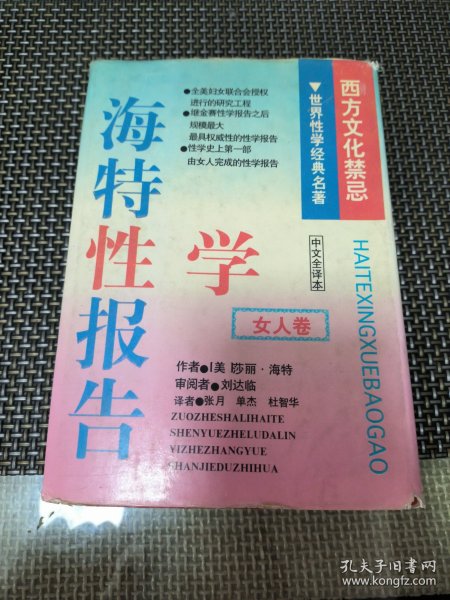 西方文化禁忌
▼世界性学经典名著
●全美妇女联合会授权
进行的研究工程
●继金赛性学报告之后
规模最大
最具权威性的性学报告
●性学史上第一部
由女人完成的性学报告
海特性学报告
中文全译本
女人卷
HAITEXINGXUEBAOGAO
作者●[美]莎丽·海特
审阅者●刘达临
译者●张月 单杰 杜智华
ZUOZHESHALIHAITE
SHENYUEZHELUDALIN
YIZHEZHANGYUE
SHANJIEDUZHIHUA
孔夫子旧书网
www.kongfz.com